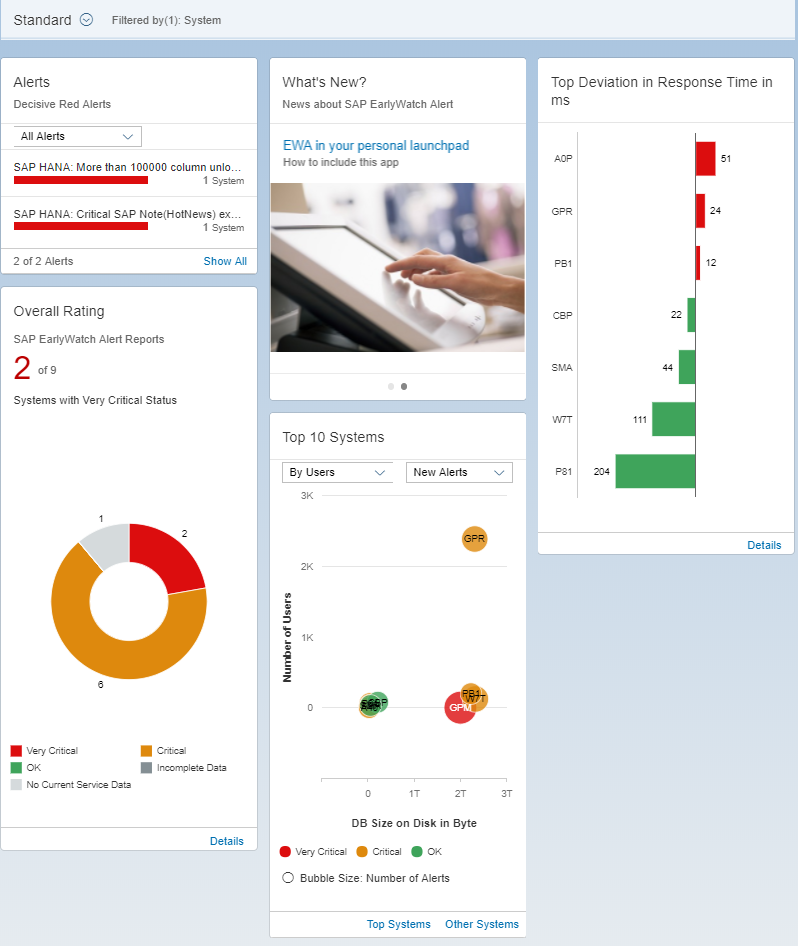 Standard
Filtered by(1): System
Alerts
Decisive Red Alerts
All Alerts
SAP HANA: More than 100000 column unlo...
1 System
SAP HANA: Critical SAP Note(HotNews) ex...
1 System
2 of 2 Alerts
Show All
Overall Rating
SAP EarlyWatch Alert Reports
2 of 9
Systems with Very Critical Status
1
2
6
Very Critical
Critical
OK
Incomplete Data
No Current Service Data
Details
What's New?
News about SAP EarlyWatch Alert
EWA in your personal launchpad
How to include this app
Top 10 Systems
By Users
New Alerts
3K
2K
1K
0
Number of Users
GPR
PB1
W7T
GPM
0
1T
2T
3T
DB Size on Disk in Byte
Very Critical
Critical
OK
Bubble Size: Number of Alerts
Top Systems
Other Systems
Top Deviation in Response Time in
ms
A0P
51
GPR
24
PB1
12
CBP
22
SMA
44
W7T
111
P81
204
Details